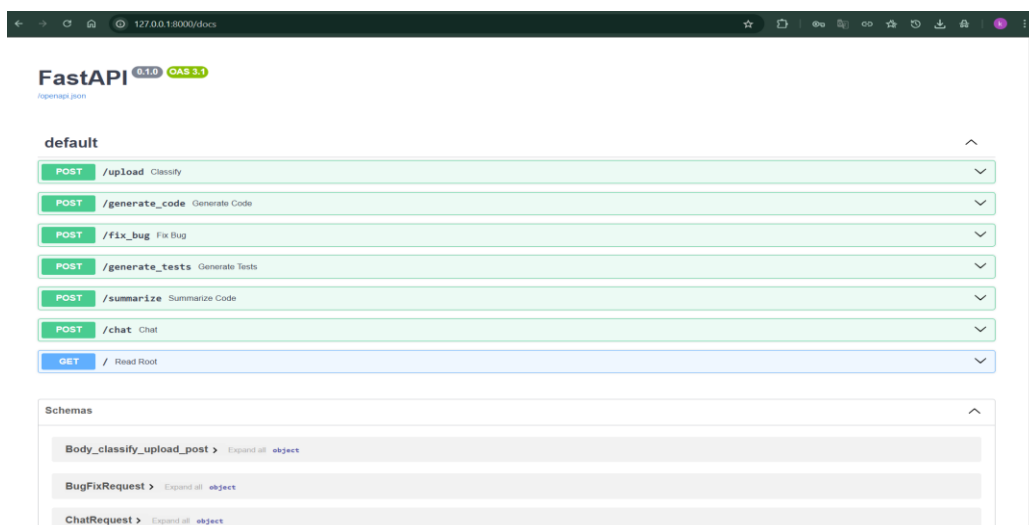 127.0.0.1:8000/docs
FastAPI 0.1.0 OAS 3.1
/openapi.json
default
POST /upload Classify
POST /generate_code Generate Code
POST /fix_bug Fix Bug
POST /generate_tests Generate Tests
POST /summarize Summarize Code
POST /chat Chat
GET / Read Root
Schemas
Body_classify_upload_post > Expand all object
BugFixRequest > Expand all object
ChatRequest > Expand all object